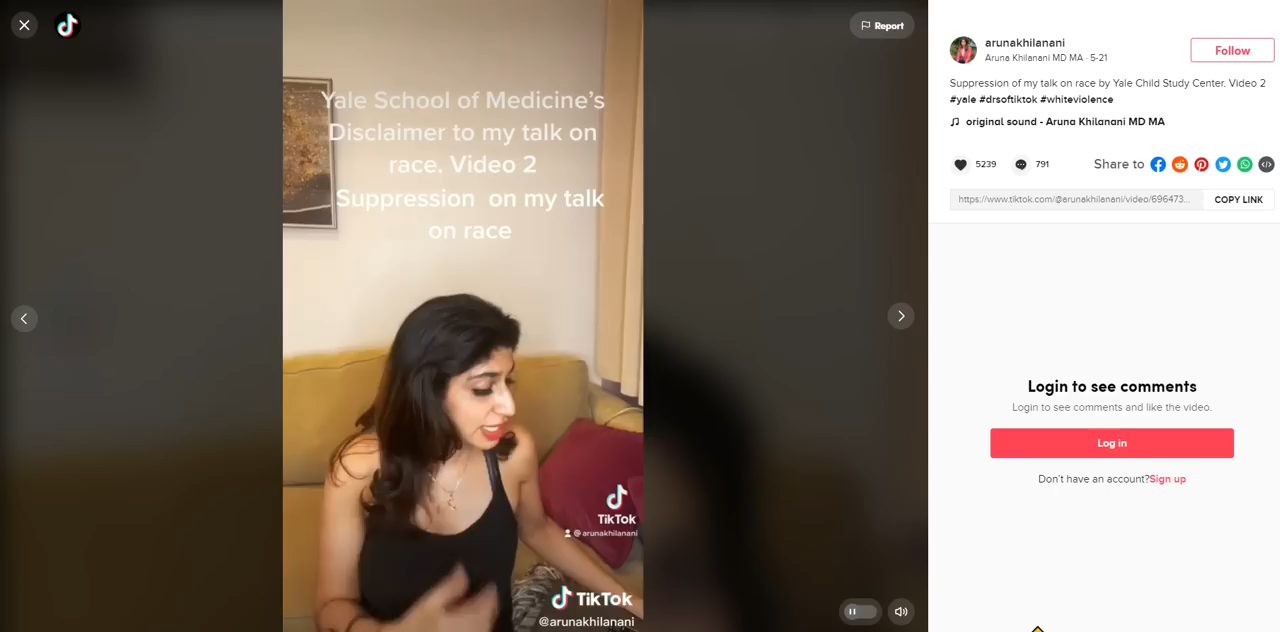 Report
Yale School of Medicine's
Disclaimer to my talk on
race. Video 2
Suppression on my talk
on race
TikTok
@arunakhilanani
TikTok
@arunakhilanani
arunakhilanani
Aruna Khilanani MD MA · 5-21
Follow
Suppression of my talk on race by Yale Child Study Center. Video 2
#yale #drsoftiktok #whiteviolence
original sound - Aruna Khilanani MD MA
5239
791
Share to
https://www.tiktok.com/@arunakhilanani/video/696473...
COPY LINK
Login to see comments
Login to see comments and like the video.
Log in
Don't have an account?Sign up